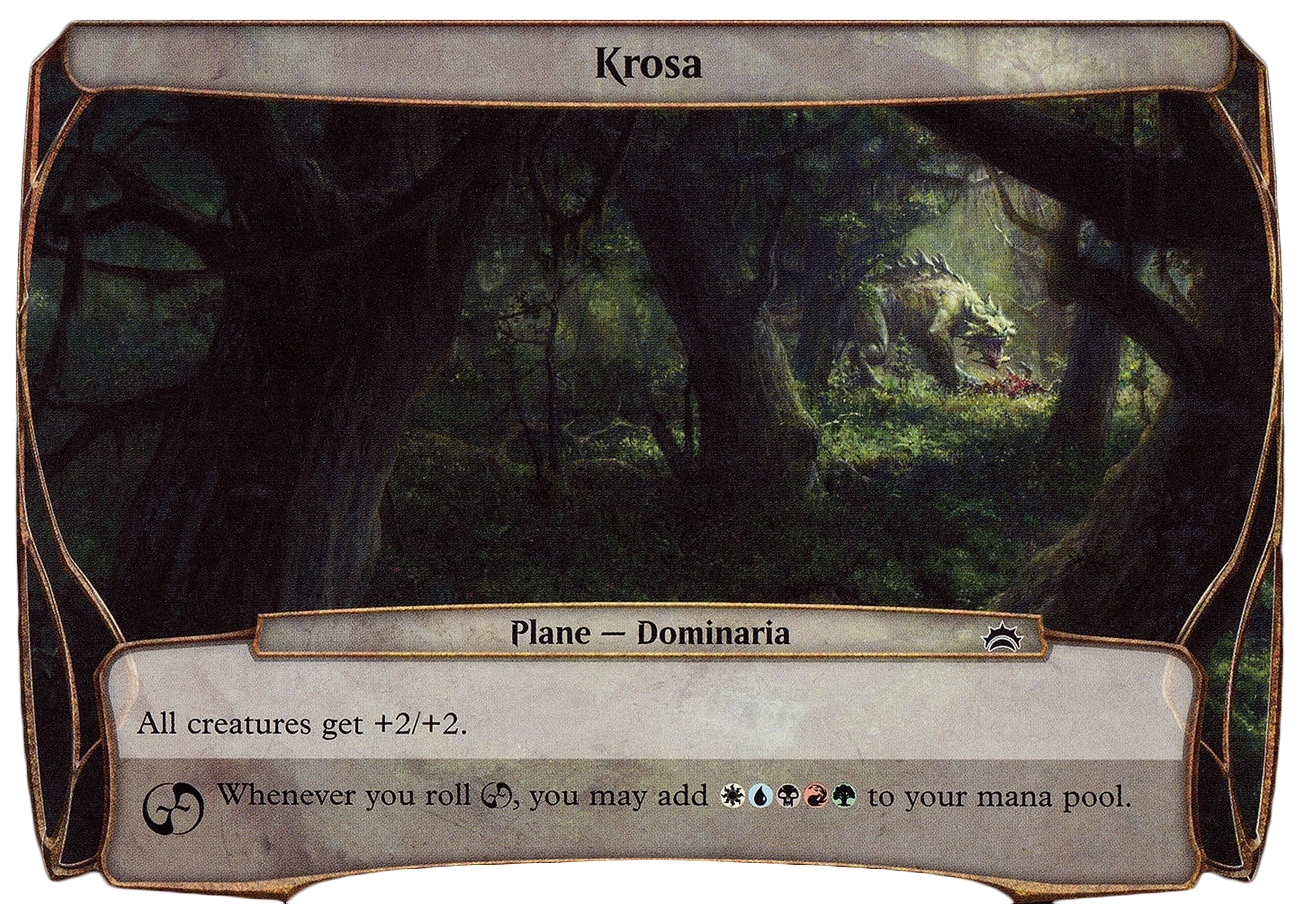 Krosa
Plane — Dominaria
All creatures get +2/+2.
Whenever you roll , you may add to your mana pool.